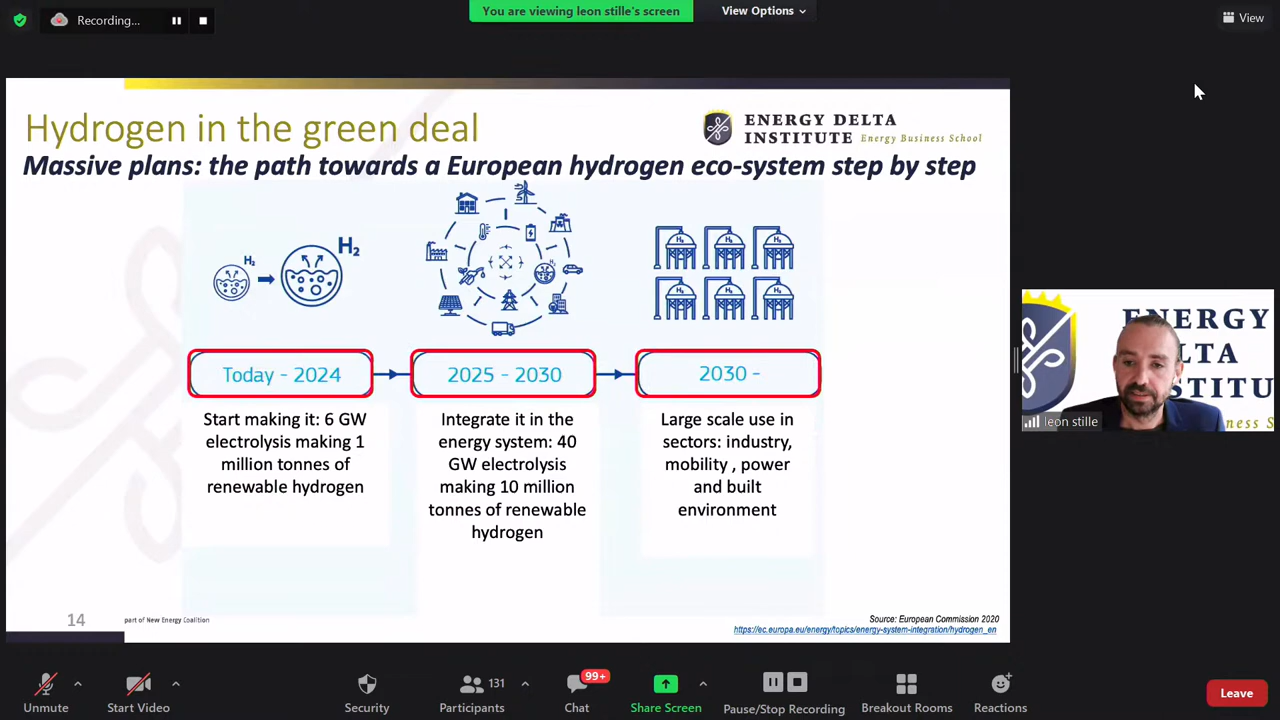 Recording...
You are viewing leon stille's screen
View Options
View
Hydrogen in the green deal
ENERGY DELTA
INSTITUTE Energy Business School
Massive plans: the path towards a European hydrogen eco-system step by step
H₂
H₂
Today - 2024
2025 - 2030
2030 -
Start making it: 6 GW
electrolysis making 1
million tonnes of
renewable hydrogen
Integrate it in the
energy system: 40
GW electrolysis
making 10 million
tonnes of renewable
hydrogen
Large scale use in
sectors: industry,
mobility , power
and built
environment
14
part of New Energy Coalition
Source: European Commission 2020
https://ec.europa.eu/energy/topics/energy-system-integration/hydrogen_en
ENERGY
leon stille
Unmute
Start Video
Security
131
Participants
99+
Chat
Share Screen
Pause/Stop Recording
Breakout Rooms
Reactions
Leave